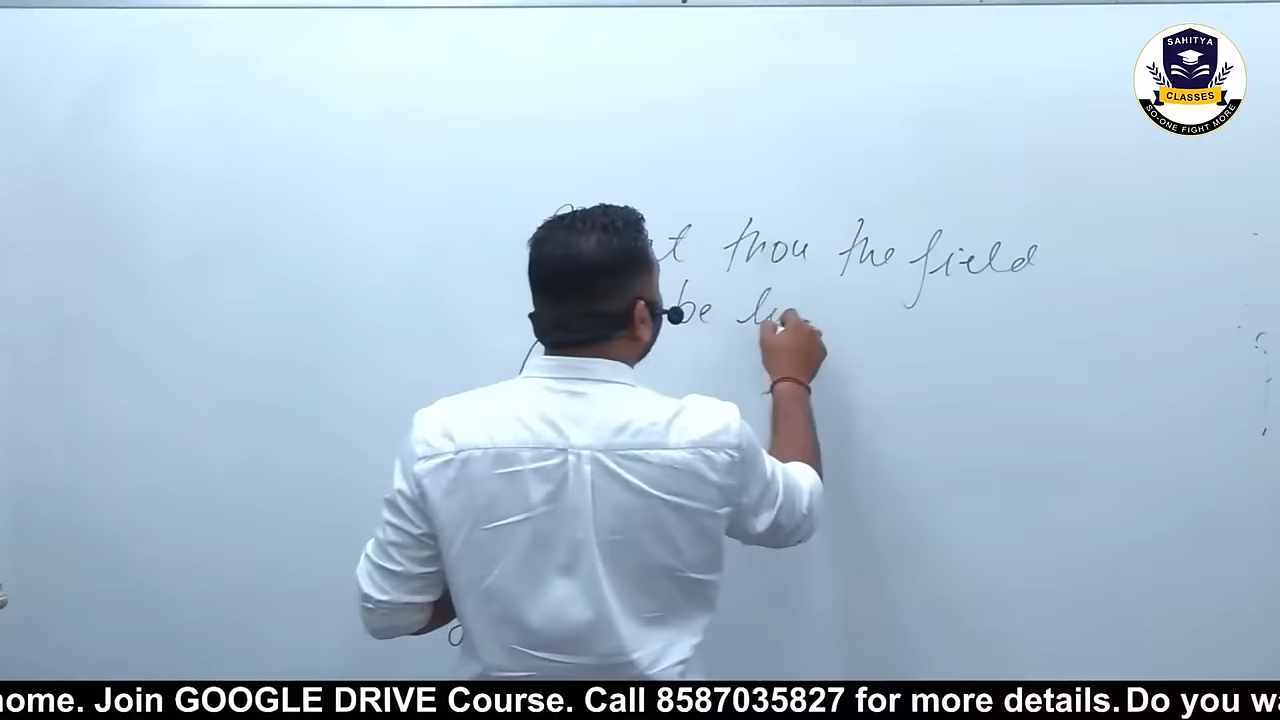 SAHITYA
CLASSES
SO-ONE FIGHT MORE
thou the field
be
home. Join GOOGLE DRIVE Course. Call 8587035827 for more details. Do you wa